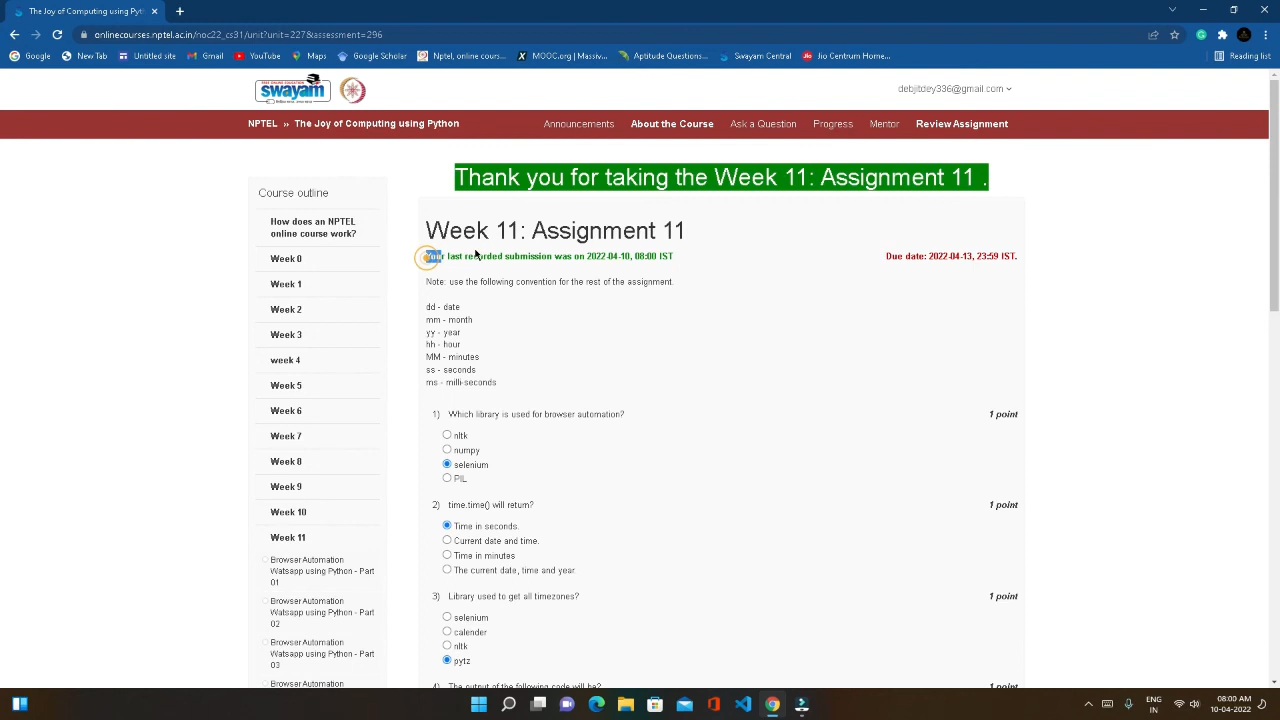 The Joy of Computing using Pyth
onlinecourses.nptel.ac.in/noc22_cs31/unit?unit=227&assessment=296
Google
New Tab
Untitled site
Gmail
YouTube
Maps
Google Scholar
Nptel, online cours...
MOOC.org | Massiv...
Aptitude Questions...
Swayam Central
Jio Centrum Home...
Reading list
swayam
debjitdey336@gmail.com
NPTEL » The Joy of Computing using Python
Announcements
About the Course
Ask a Question
Progress
Mentor
Review Assignment
Thank you for taking the Week 11: Assignment 11 .
Course outline
How does an NPTEL
online course work?
Week 0
Week 1
Week 2
Week 3
week 4
Week 5
Week 6
Week 7
Week 8
Week 9
Week 10
Week 11
Browser Automation
Watsapp using Python - Part
01
Browser Automation
Watsapp using Python - Part
02
Browser Automation
Watsapp using Python - Part
03
Browser Automation
Week 11: Assignment 11
Your last recorded submission was on 2022-04-10, 08:00 IST
Due date: 2022-04-13, 23:59 IST.
Note: use the following convention for the rest of the assignment.
dd - date
mm - month
yy - year
hh - hour
MM - minutes
ss - seconds
ms - milli-seconds
1) Which library is used for browser automation?
1 point
nltk
numpy
selenium
PIL
2) time.time() will return?
1 point
Time in seconds.
Current date and time.
Time in minutes
The current date, time and year.
3) Library used to get all timezones?
1 point
selenium
calender
nltk
pytz
4) The output of the following code will be?
1 point
ENG
IN
08:00 AM
10-04-2022